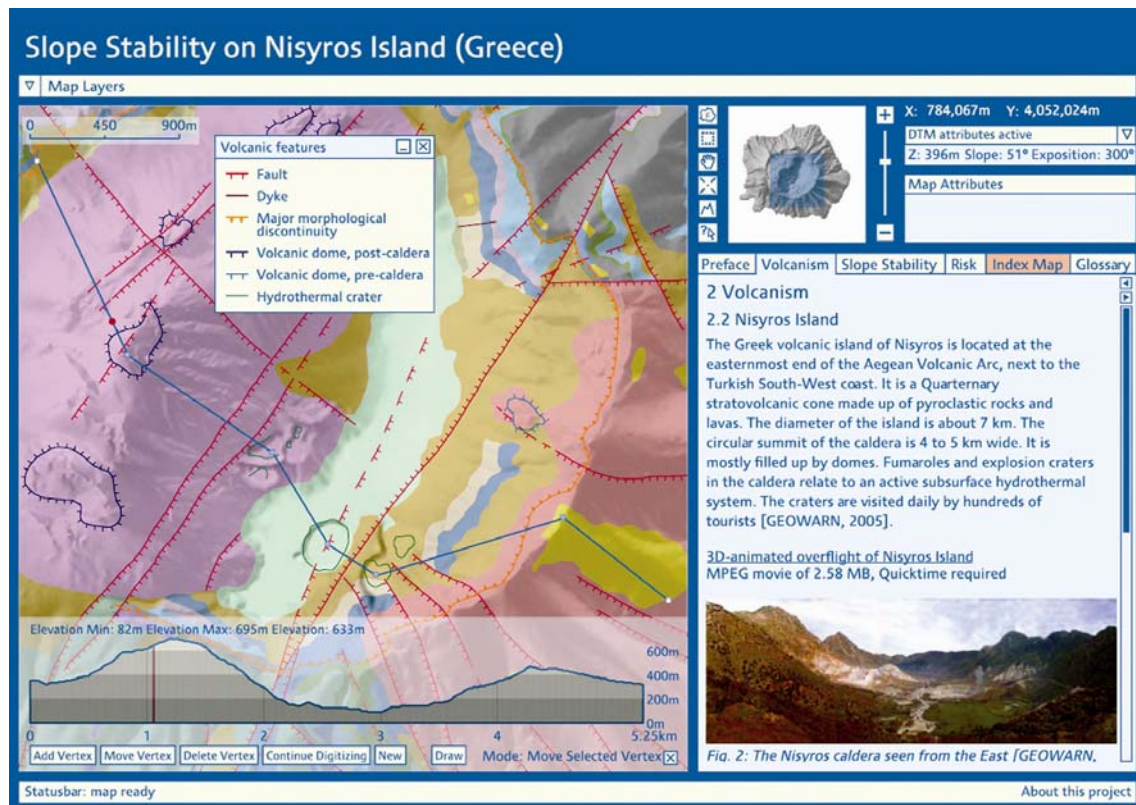 Slope Stability on Nisyros Island (Greece)
Map Layers
0 450 900m
Volcanic features
Fault
Dyke
Major morphological
discontinuity
Volcanic dome, post-caldera
Volcanic dome, pre-caldera
Hydrothermal crater
X: 784,067m Y: 4,052,024m
DTM attributes active
Z: 396m Slope: 51° Exposition: 300°
Map Attributes
Preface Volcanism Slope Stability Risk Index Map Glossary
2 Volcanism
2.2 Nisyros Island
The Greek volcanic island of Nisyros is located at the
easternmost end of the Aegean Volcanic Arc, next to the
Turkish South-West coast. It is a Quarternary
stratovolcanic cone made up of pyroclastic rocks and
lavas. The diameter of the island is about 7 km. The
circular summit of the caldera is 4 to 5 km wide. It is
mostly filled up by domes. Fumaroles and explosion craters
in the caldera relate to an active subsurface hydrothermal
system. The craters are visited daily by hundreds of
tourists [GEOWARN, 2005].
3D-animated overflight of Nisyros Island
MPEG movie of 2.58 MB, Quicktime required
Fig. 2: The Nisyros caldera seen from the East [GEOWARN,
Elevation Min: 82m Elevation Max: 695m Elevation: 633m
600m
400m
200m
0m
0 1 2 3 4 5.25km
Add Vertex Move Vertex Delete Vertex Continue Digitizing New Draw Mode: Move Selected Vertex
Statusbar: map ready
About this project